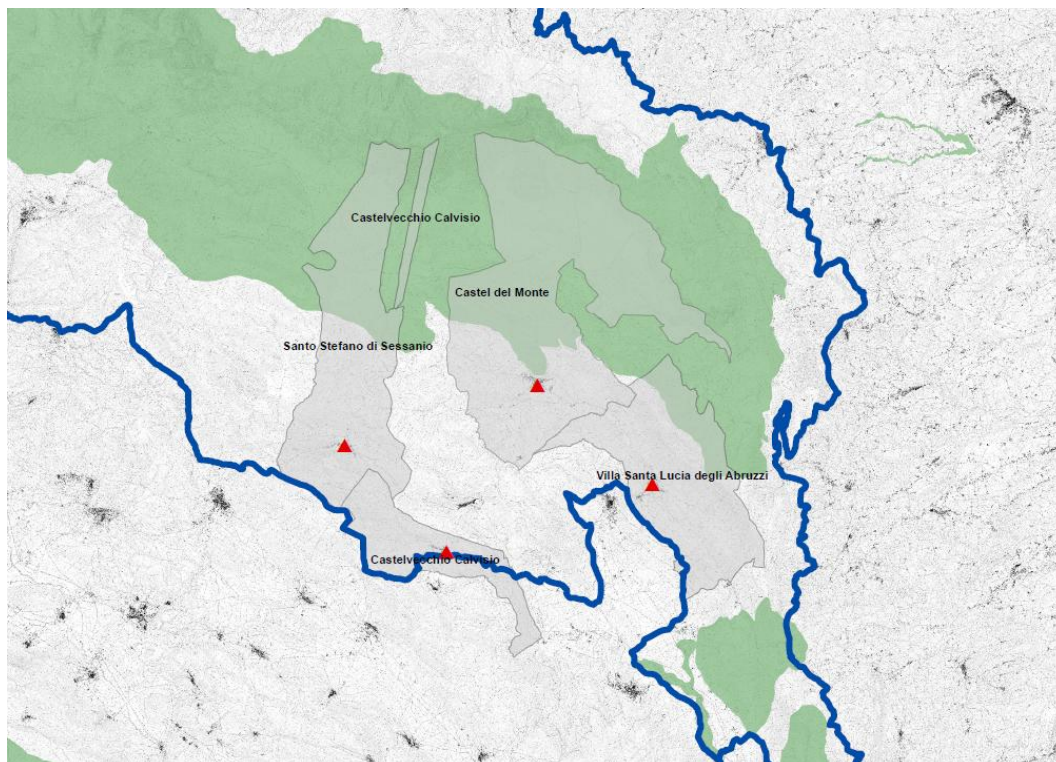 Castelvecchio Calvisio
Castel del Monte
Santo Stefano di Sessanio
Villa Santa Lucia degli Abruzzi
Castelvecchio Calvisio